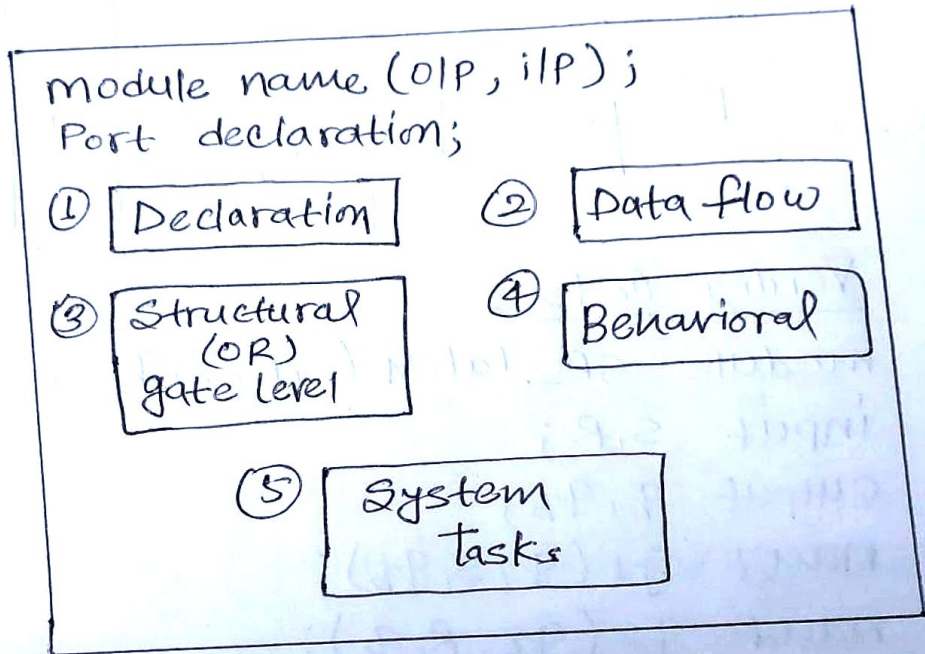 module name (o/p, i/p);
Port declaration;
① Declaration
② Data flow
③ Structural
(OR)
gate level
④ Behavioral
⑤ System
Tasks
input S,R;